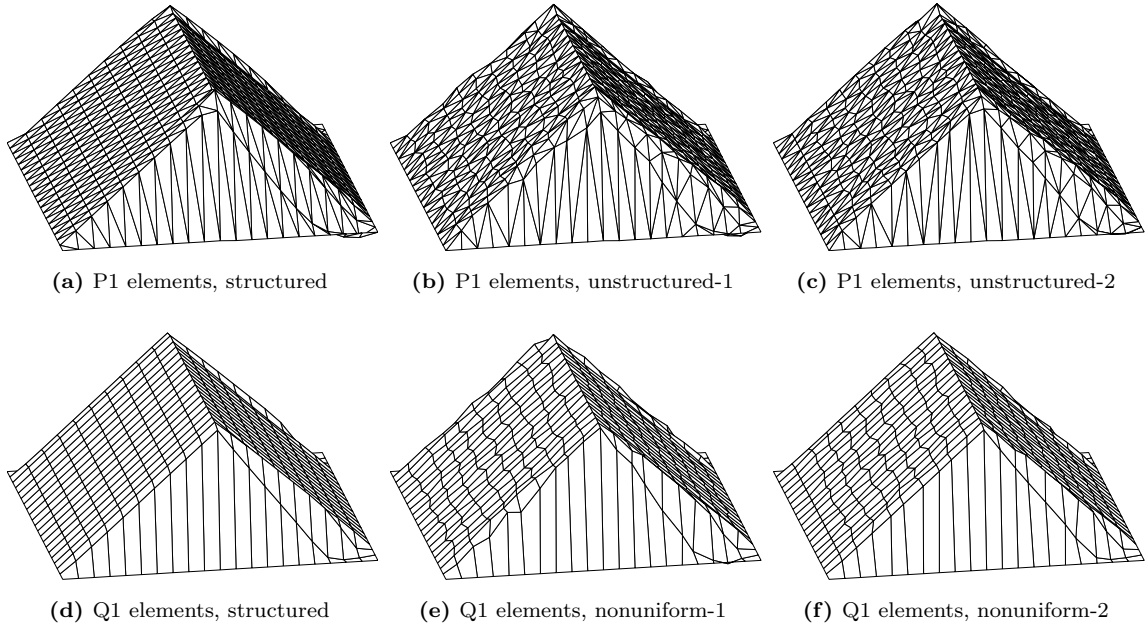 (a) P1 elements, structured
(b) P1 elements, unstructured-1
(c) P1 elements, unstructured-2
(d) Q1 elements, structured
(e) Q1 elements, nonuniform-1
(f) Q1 elements, nonuniform-2